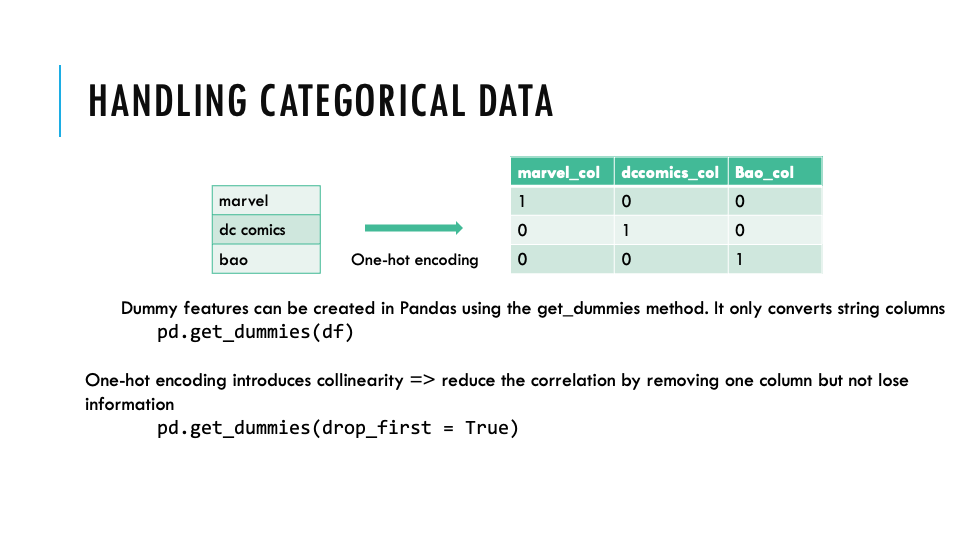 HANDLING CATEGORICAL DATA
marvel
dc comics
bao
One-hot encoding
marvel_col dccomics_col Bao_col
1 0 0
0 1 0
0 0 1
Dummy features can be created in Pandas using the get_dummies method. It only converts string columns
pd.get_dummies(df)
One-hot encoding introduces collinearity => reduce the correlation by removing one column but not lose
information
pd.get_dummies(drop_first = True)